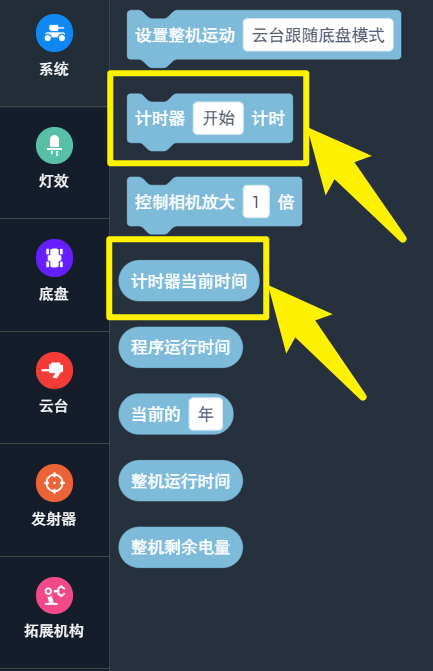 系统
灯效
底盘
云台
发射器
拓展机构
设置整机运动 云台跟随底盘模式
计时器 开始 计时
控制相机放大 1 倍
计时器当前时间
程序运行时间
当前的 年
整机运行时间
整机剩余电量